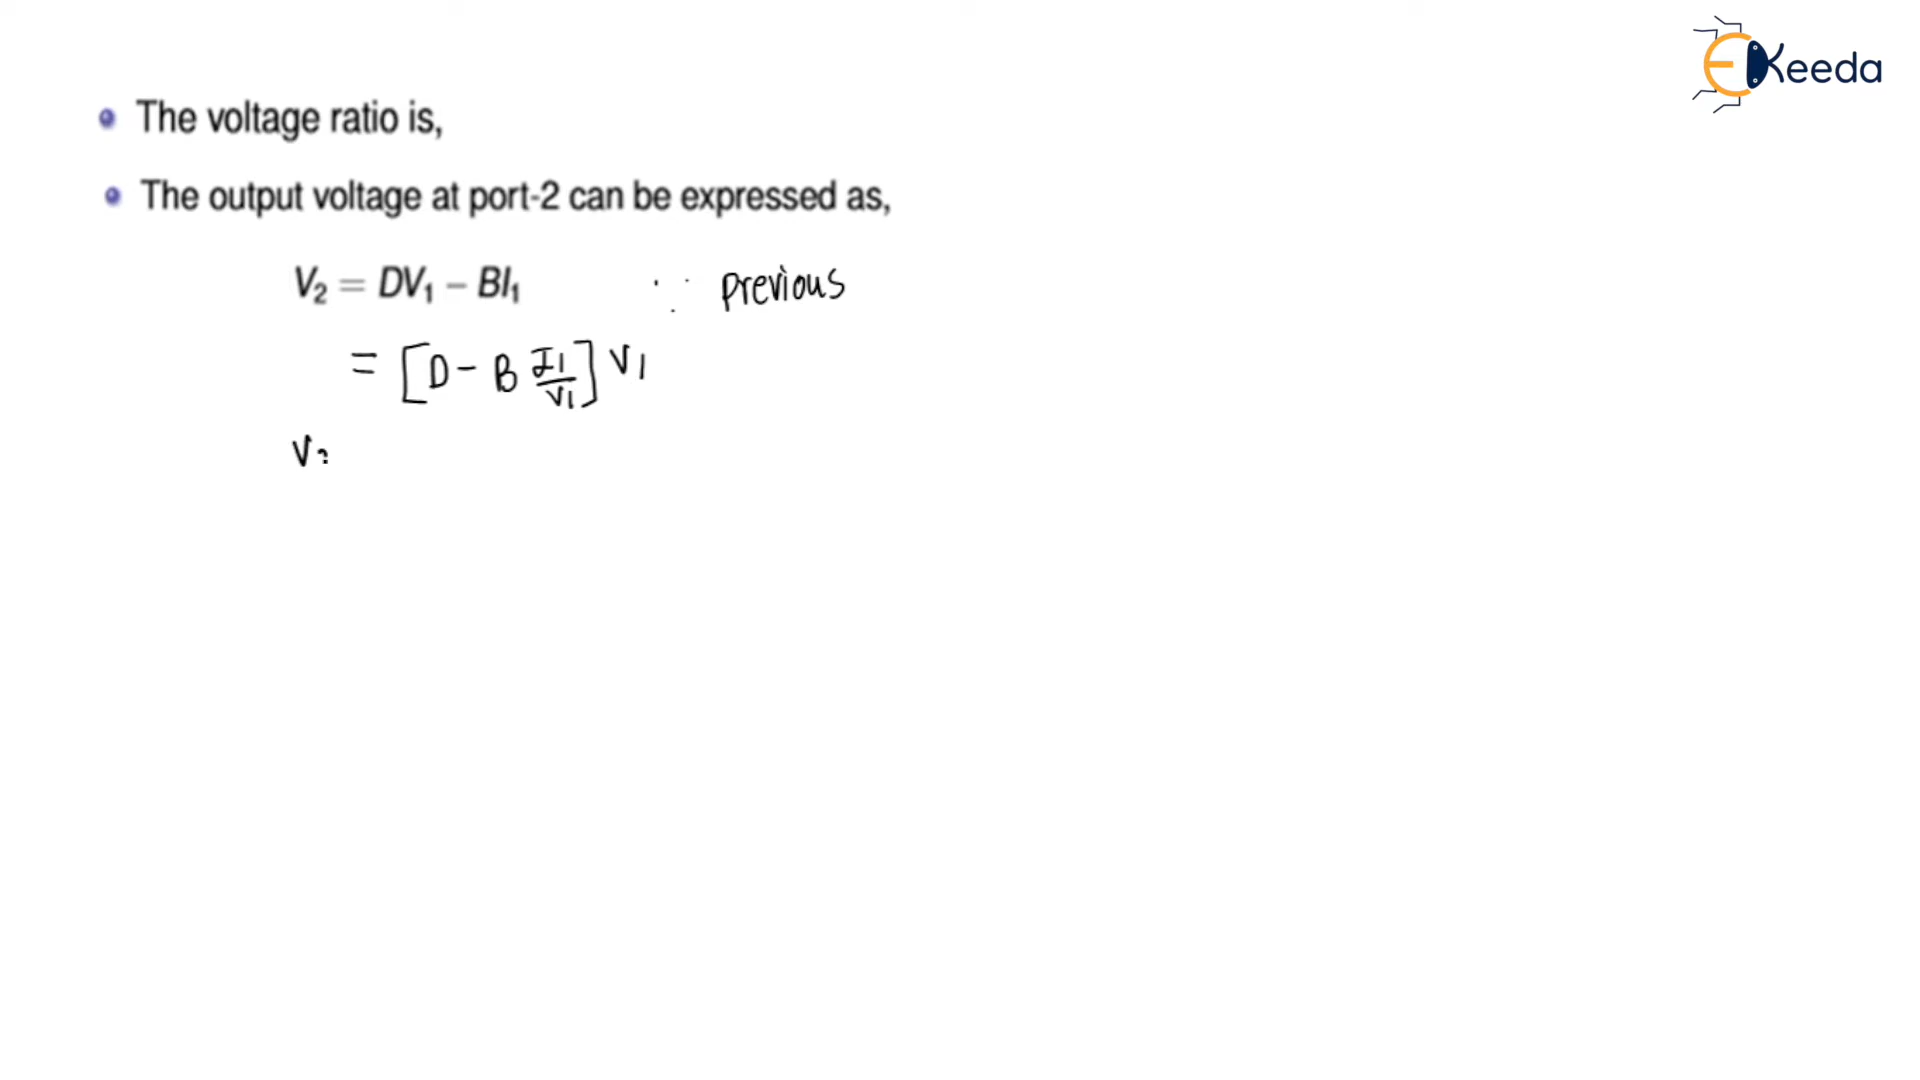 EKeeda
The voltage ratio is,
The output voltage at port-2 can be expressed as,
V₂ = DV₁ − BI₁ ∵ previous
= [D - B I₁/V₁] V₁
V₂